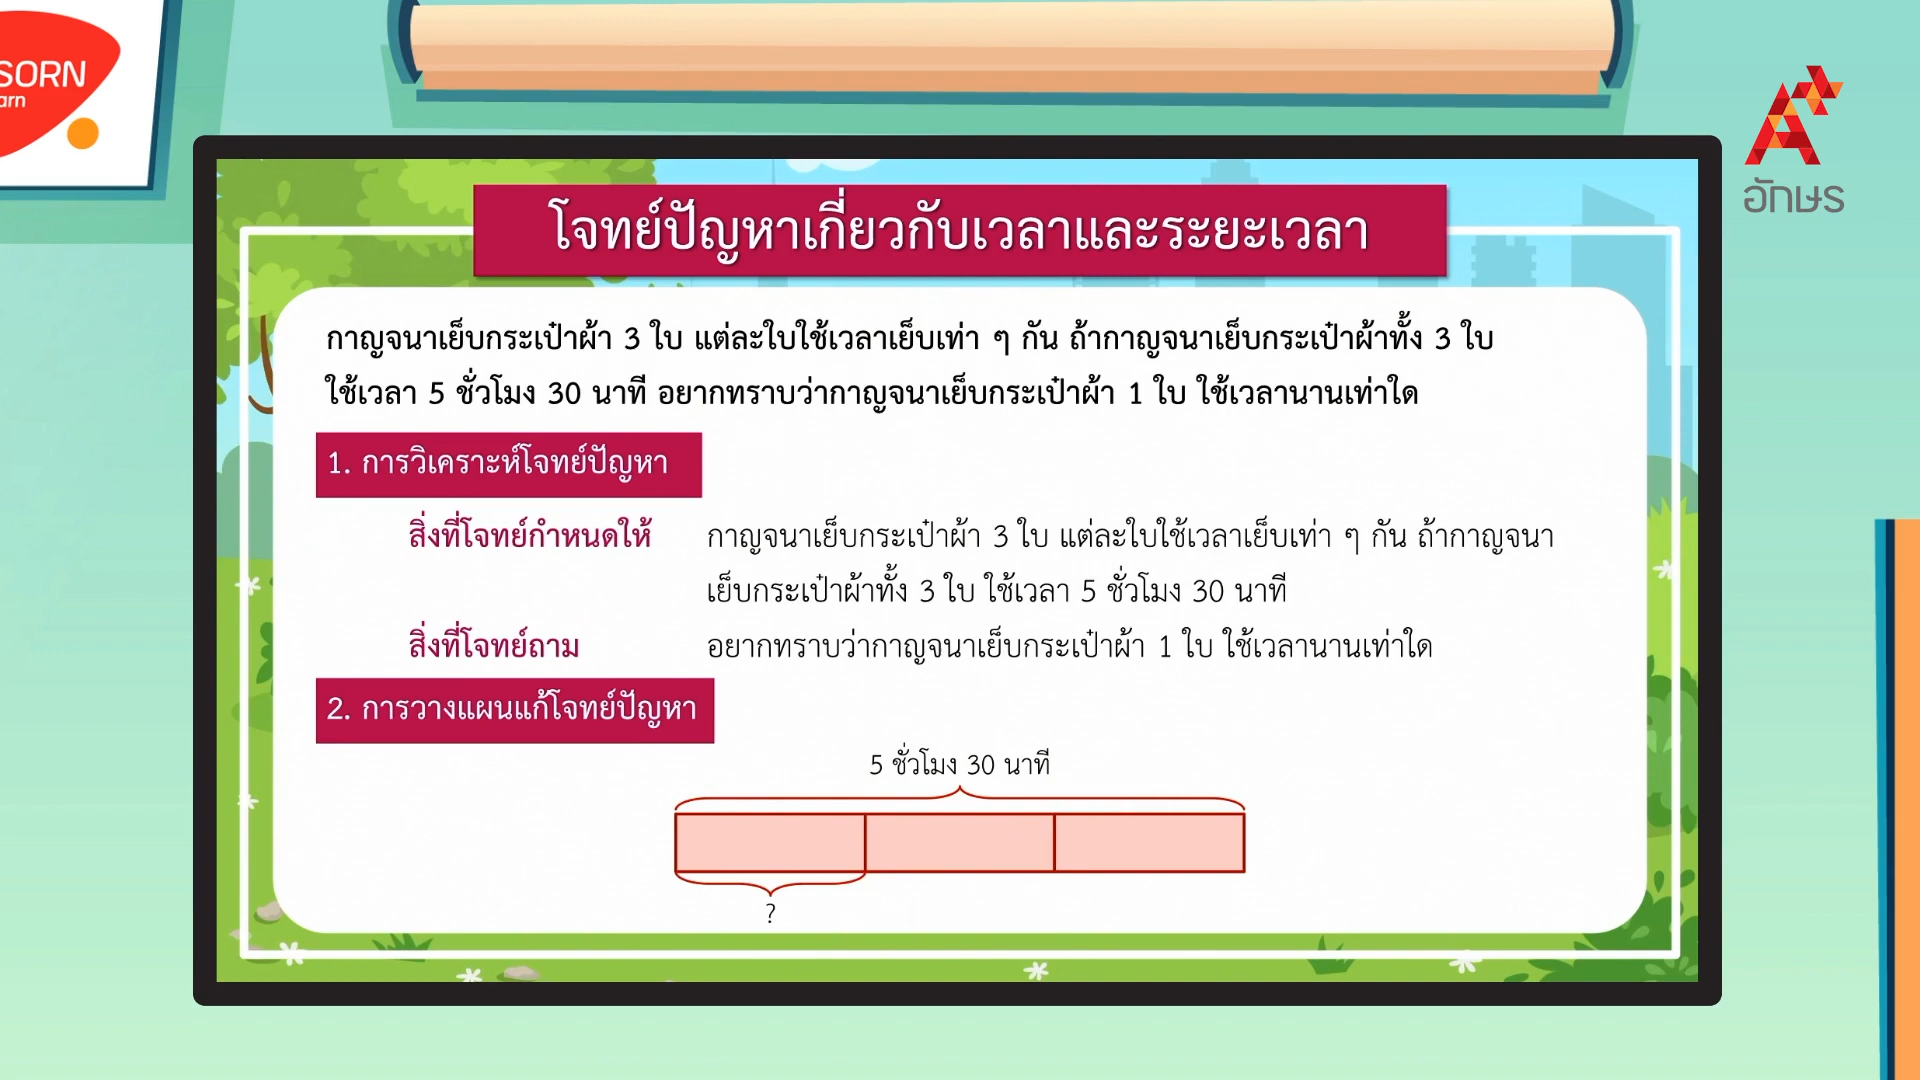 SORN
arn
อักษร
โจทย์ปัญหาเกี่ยวกับเวลาและระยะเวลา
กาญจนาเย็บกระเป๋าผ้า 3 ใบ แต่ละใบใช้เวลาเย็บเท่า ๆ กัน ถ้ากาญจนาเย็บกระเป๋าผ้าทั้ง 3 ใบ
ใช้เวลา 5 ชั่วโมง 30 นาที อยากทราบว่ากาญจนาเย็บกระเป๋าผ้า 1 ใบ ใช้เวลานานเท่าใด
1. การวิเคราะห์โจทย์ปัญหา
สิ่งที่โจทย์กำหนดให้ กาญจนาเย็บกระเป๋าผ้า 3 ใบ แต่ละใบใช้เวลาเย็บเท่า ๆ กัน ถ้ากาญจนา
เย็บกระเป๋าผ้าทั้ง 3 ใบ ใช้เวลา 5 ชั่วโมง 30 นาที
สิ่งที่โจทย์ถาม อยากทราบว่ากาญจนาเย็บกระเป๋าผ้า 1 ใบ ใช้เวลานานเท่าใด
2. การวางแผนแก้โจทย์ปัญหา
5 ชั่วโมง 30 นาที
?